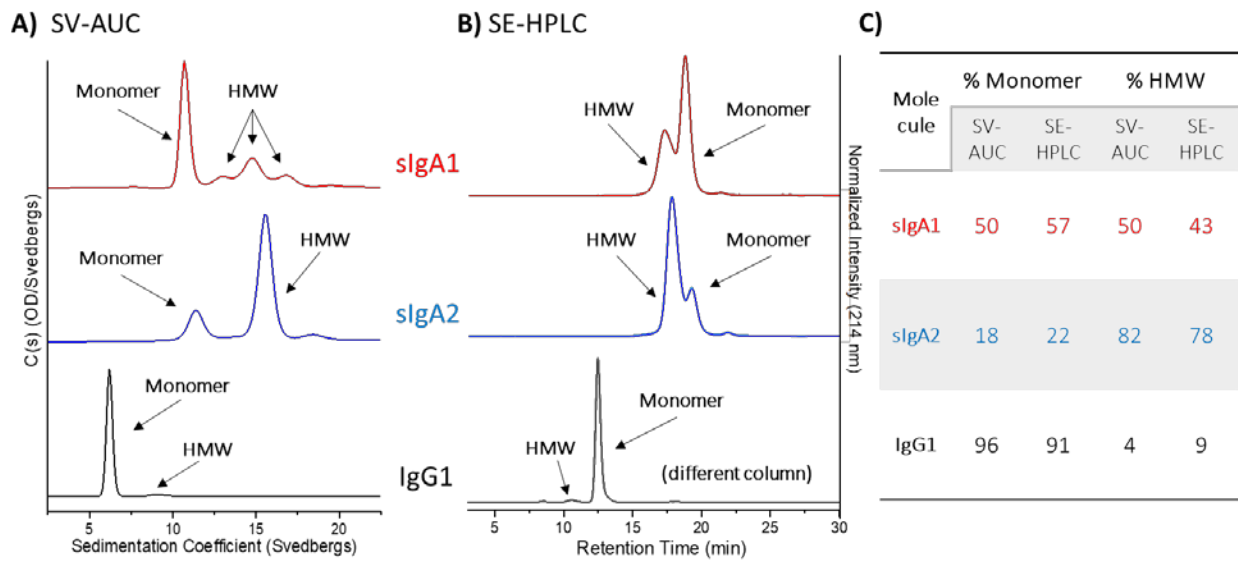 A) SV-AUC
Monomer
HMW
Monomer
HMW
Monomer
HMW
C(s) (OD/Svedbergs)
5 10 15 20
Sedimentation Coefficient (Svedbergs)
sIgA1
sIgA2
IgG1
B) SE-HPLC
HMW
Monomer
HMW
Monomer
Monomer
HMW
(different column)
Normalized Intensity (214 nm)
5 10 15 20 25 30
Retention Time (min)
C)
% Monomer % HMW
Mole
cule
SV-
AUC
SE-
HPLC
SV-
AUC
SE-
HPLC
sIgA1 50 57 50 43
sIgA2 18 22 82 78
IgG1 96 91 4 9